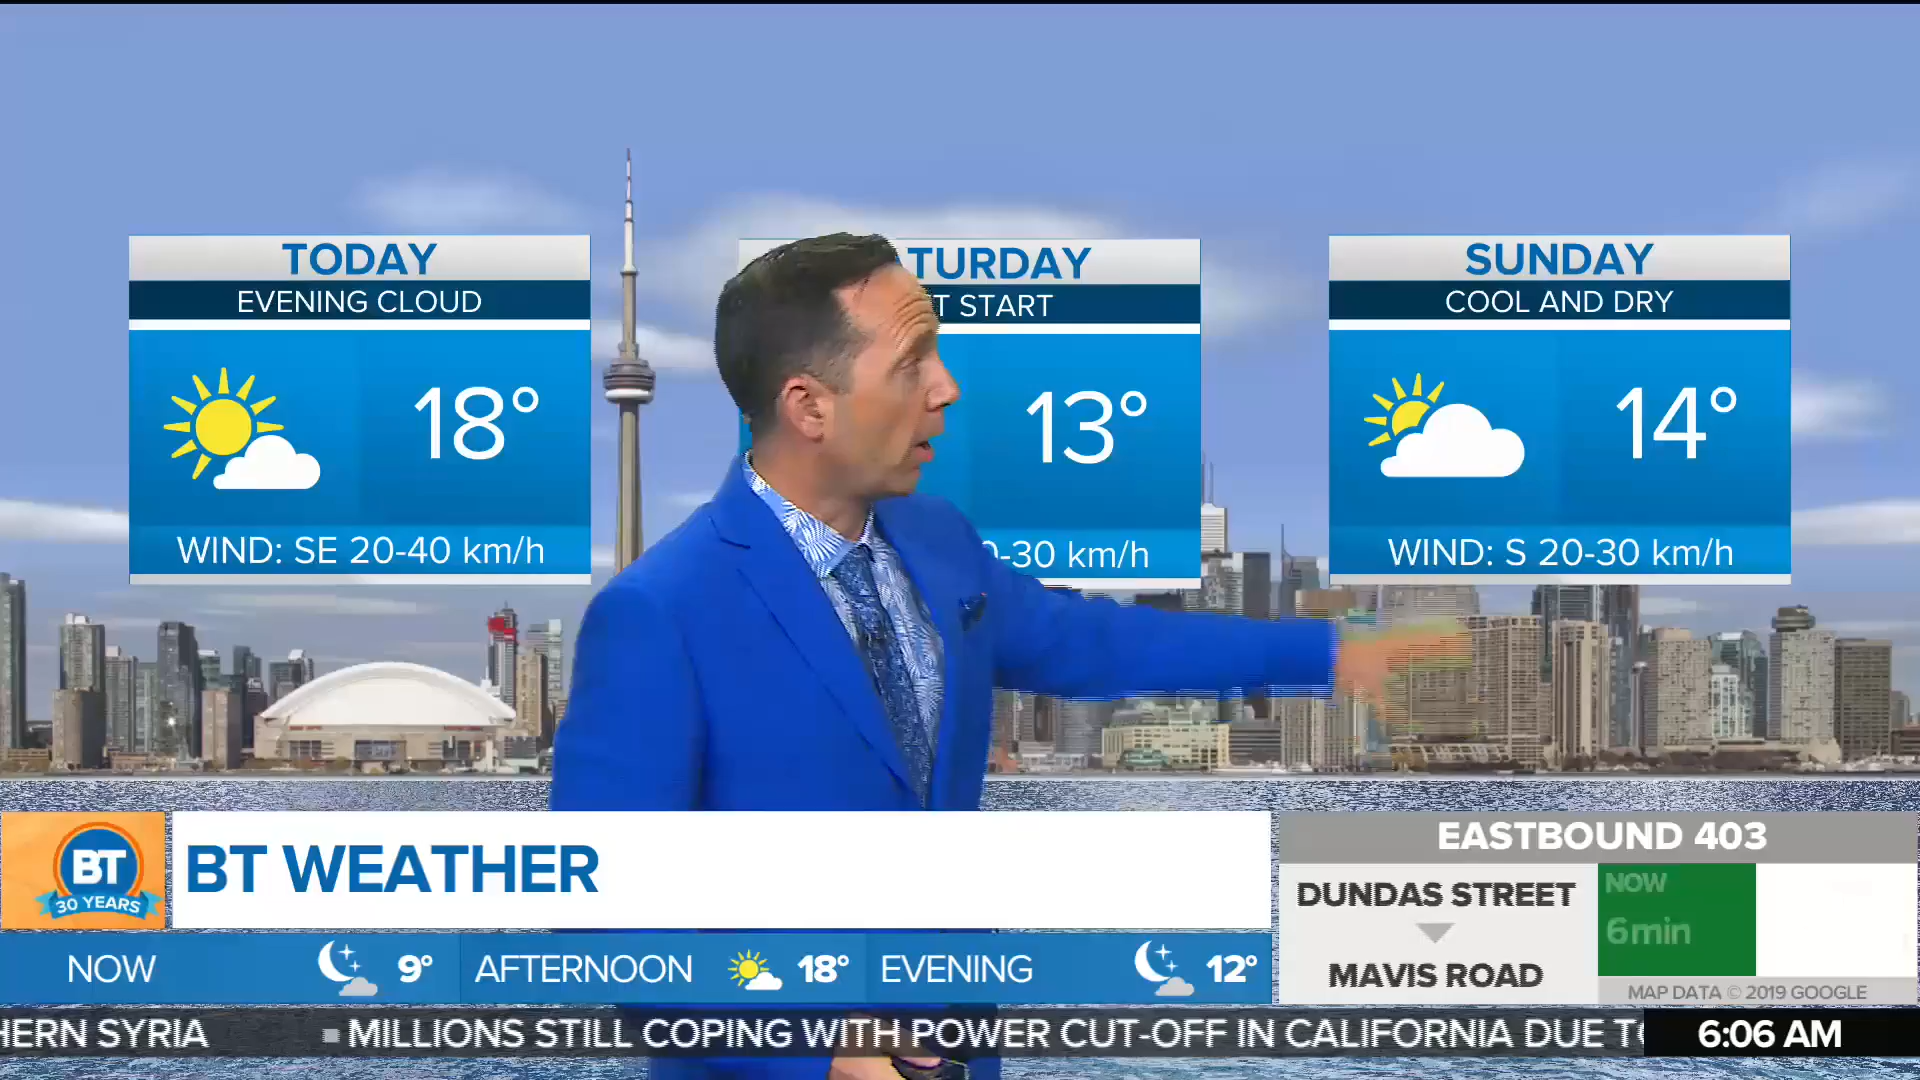 TODAY
EVENING CLOUD
18°
WIND: SE 20-40 km/h
TURDAY
T START
13°
-30 km/h
SUNDAY
COOL AND DRY
14°
WIND: S 20-30 km/h
BT
30 YEARS
BT WEATHER
NOW 9° AFTERNOON 18° EVENING 12°
EASTBOUND 403
DUNDAS STREET
MAVIS ROAD
NOW
6 min
MAP DATA © 2019 GOOGLE
HERN SYRIA ■ MILLIONS STILL COPING WITH POWER CUT-OFF IN CALIFORNIA DUE TO
6:06 AM